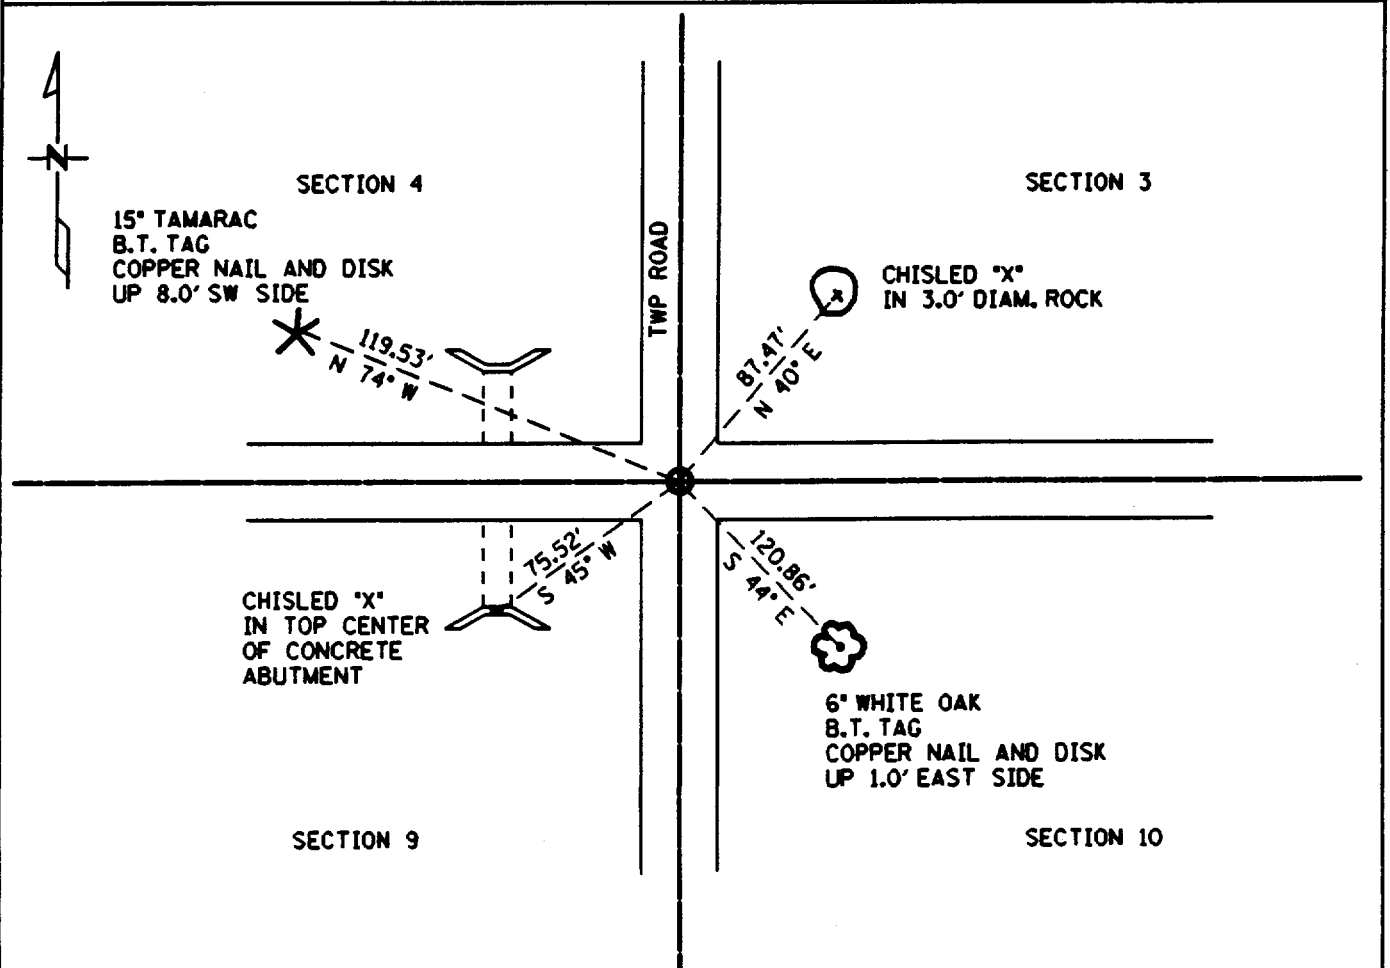 N
SECTION 4
SECTION 3
15" TAMARAC
B.T. TAG
COPPER NAIL AND DISK
UP 8.0' SW SIDE
TWP ROAD
CHISLED "X"
IN 3.0' DIAM. ROCK
x
119.53'
N 74° W
87.47'
N 40° E
75.52'
S 45° W
120.86'
S 44° E
CHISLED "X"
IN TOP CENTER
OF CONCRETE
ABUTMENT
6" WHITE OAK
B.T. TAG
COPPER NAIL AND DISK
UP 1.0' EAST SIDE
SECTION 9
SECTION 10